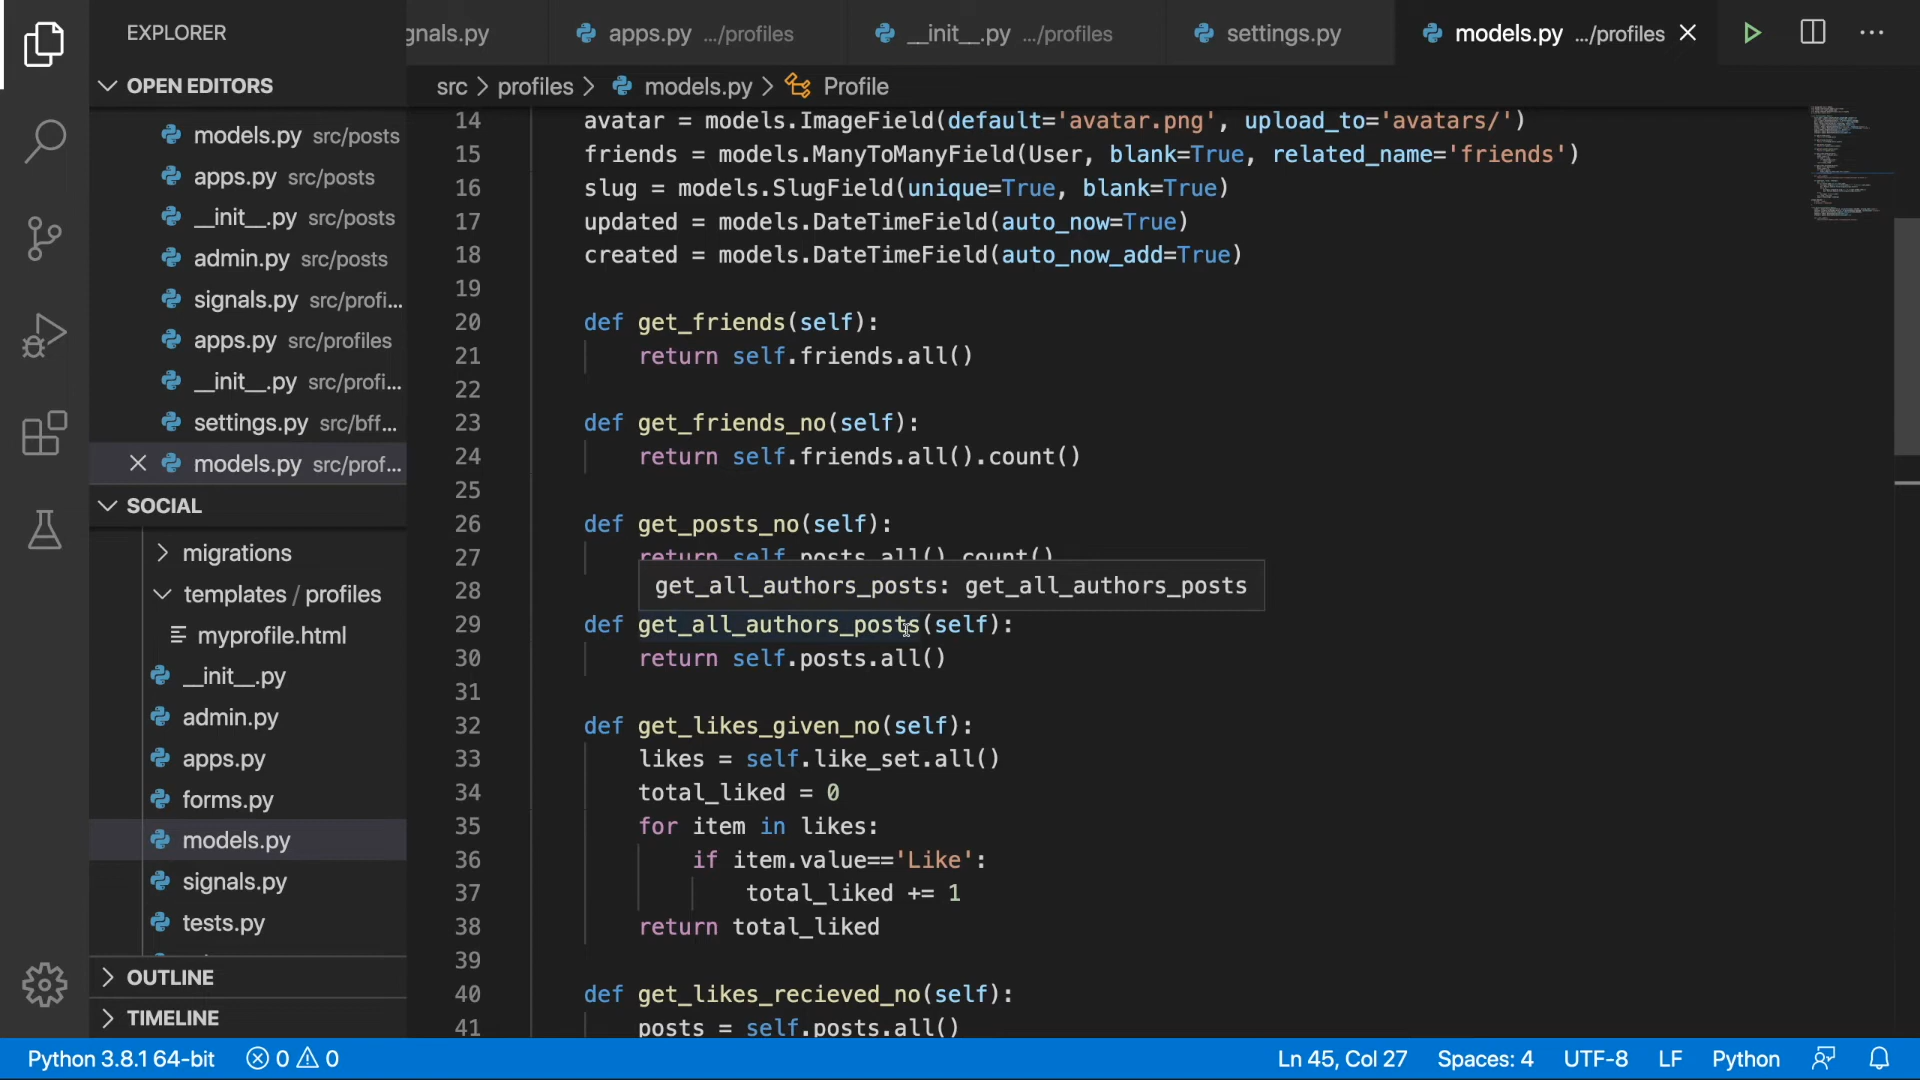 EXPLORER
gnals.py
apps.py .../profiles
__init__.py .../profiles
settings.py
models.py .../profiles
OPEN EDITORS
src > profiles > models.py > Profile
models.py src/posts
apps.py src/posts
__init__.py src/posts
admin.py src/posts
signals.py src/profi...
apps.py src/profiles
__init__.py src/profi...
settings.py src/bff...
models.py src/prof...
SOCIAL
migrations
templates / profiles
myprofile.html
__init__.py
admin.py
apps.py
forms.py
models.py
signals.py
tests.py
OUTLINE
TIMELINE
14 avatar = models.ImageField(default='avatar.png', upload_to='avatars/')
15 friends = models.ManyToManyField(User, blank=True, related_name='friends')
16 slug = models.SlugField(unique=True, blank=True)
17 updated = models.DateTimeField(auto_now=True)
18 created = models.DateTimeField(auto_now_add=True)
19
20 def get_friends(self):
21 return self.friends.all()
22
23 def get_friends_no(self):
24 return self.friends.all().count()
25
26 def get_posts_no(self):
27 return self.posts.all().count()
get_all_authors_posts: get_all_authors_posts
28
29 def get_all_authors_posts(self):
30 return self.posts.all()
31
32 def get_likes_given_no(self):
33 likes = self.like_set.all()
34 total_liked = 0
35 for item in likes:
36 if item.value=='Like':
37 total_liked += 1
38 return total_liked
39
40 def get_likes_recieved_no(self):
41 posts = self.posts.all()
Python 3.8.1 64-bit
0
0
Ln 45, Col 27
Spaces: 4
UTF-8
LF
Python